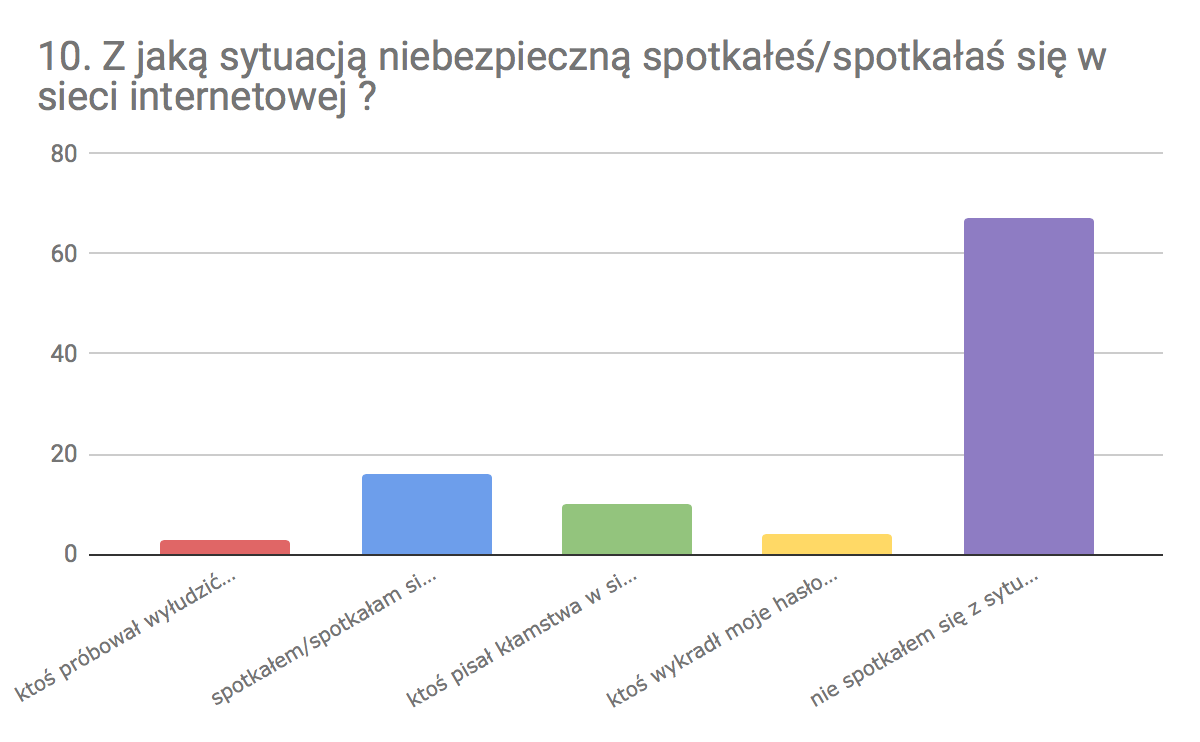 10. Z jaką sytuacją niebezpieczną spotkałeś/spotkałaś się w
sieci internetowej ?
80
60
40
20
0
ktoś próbował wyłudzić...
spotkałem/spotkałam si...
ktoś pisał kłamstwa w si...
ktoś wykradł moje hasło...
nie spotkałem się z sytu...